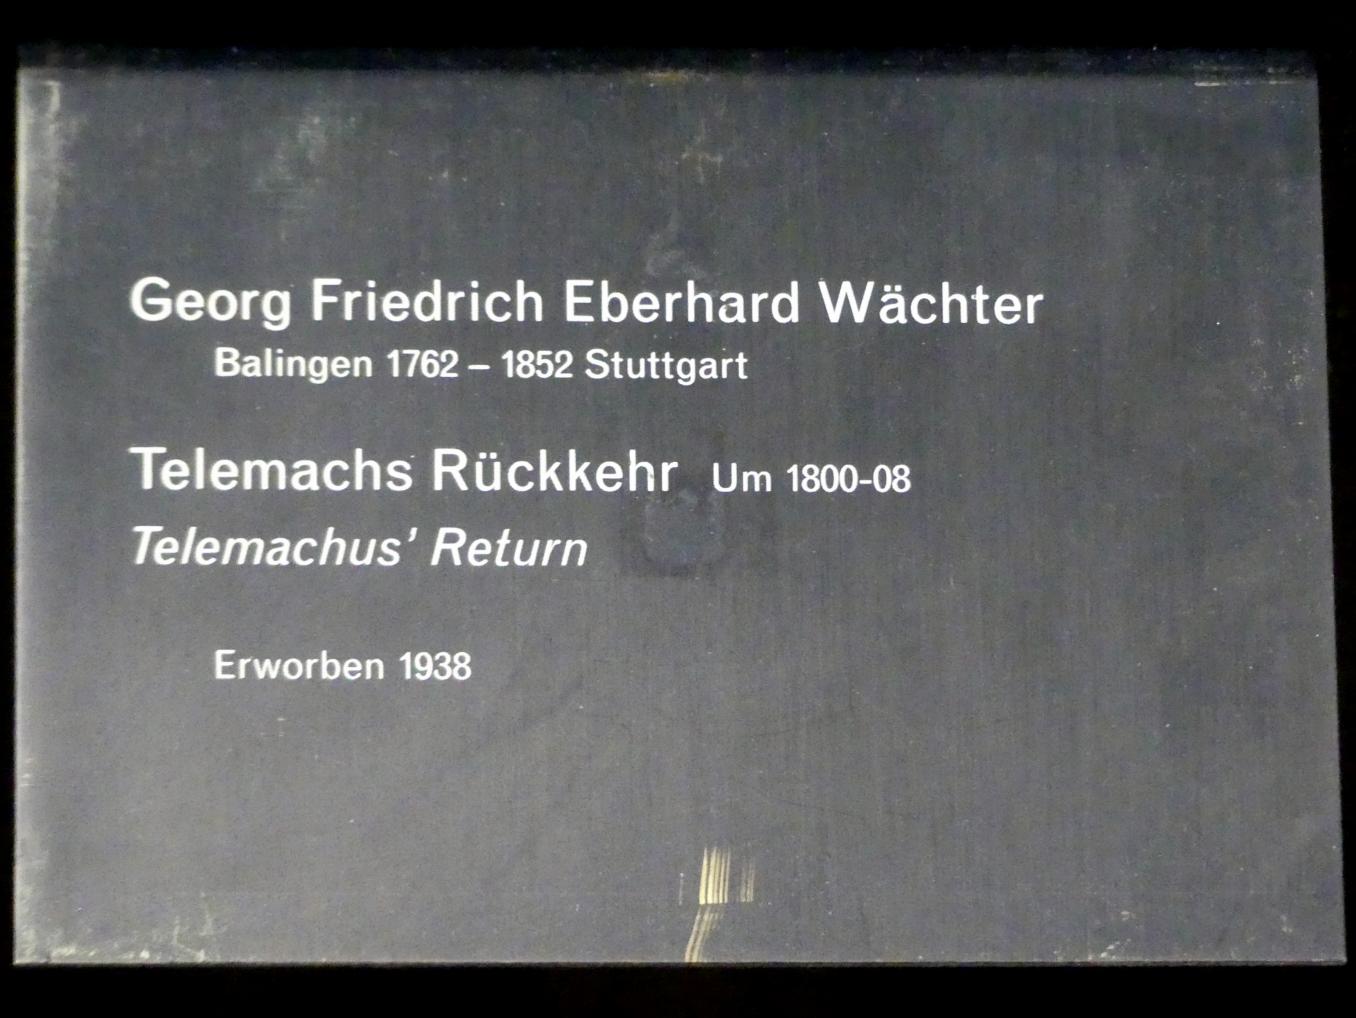 Georg Friedrich Eberhard Wächter
Balingen 1762 – 1852 Stuttgart
Telemachs Rückkehr Um 1800-08
Telemachus’ Return
Erworben 1938